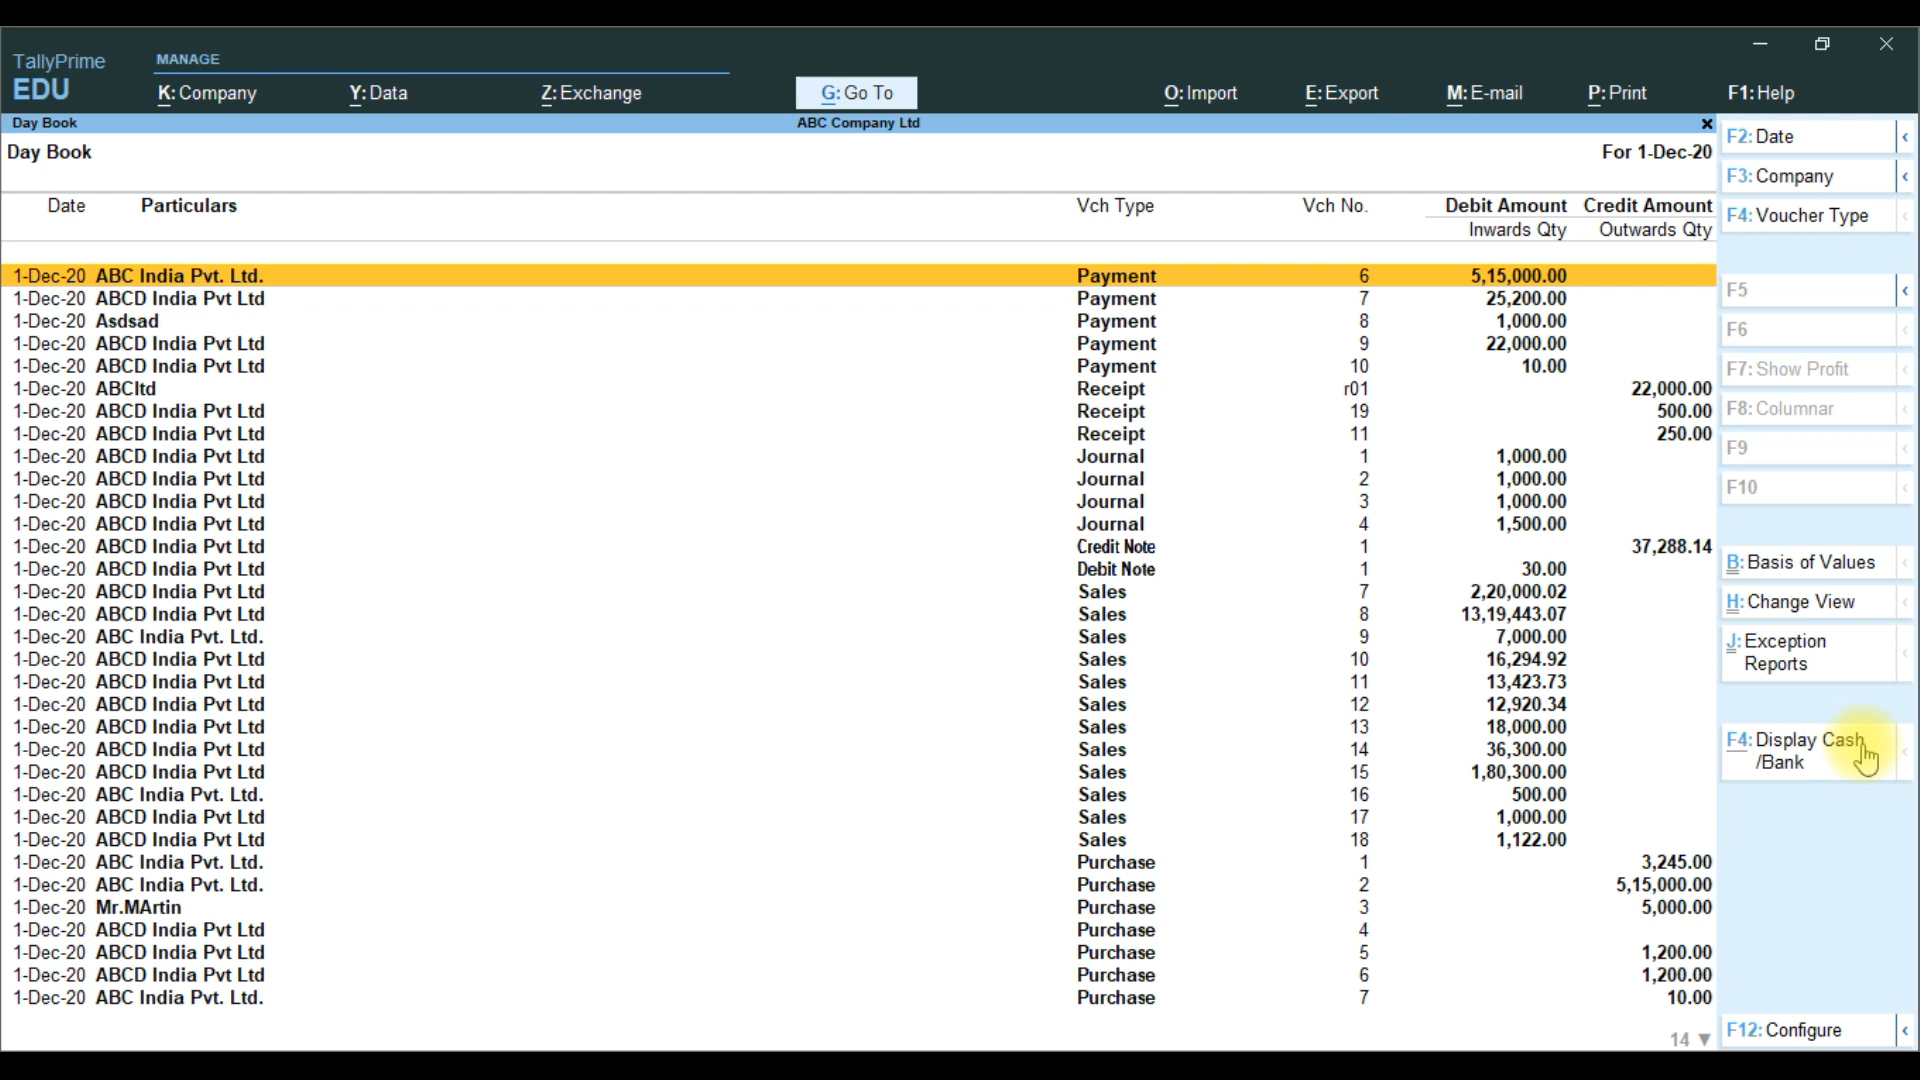 TallyPrime
EDU
MANAGE
K: Company Y: Data Z: Exchange G: Go To O: Import E: Export M: E-mail P: Print F1: Help
Day Book ABC Company Ltd
Day Book For 1-Dec-20
Date Particulars Vch Type Vch No. Debit Amount Credit Amount
Inwards Qty Outwards Qty
1-Dec-20 ABC India Pvt. Ltd. Payment 6 5,15,000.00
1-Dec-20 ABCD India Pvt Ltd Payment 7 25,200.00
1-Dec-20 Asdsad Payment 8 1,000.00
1-Dec-20 ABCD India Pvt Ltd Payment 9 22,000.00
1-Dec-20 ABCD India Pvt Ltd Payment 10 10.00
1-Dec-20 ABCltd Receipt r01 22,000.00
1-Dec-20 ABCD India Pvt Ltd Receipt 19 500.00
1-Dec-20 ABCD India Pvt Ltd Receipt 11 250.00
1-Dec-20 ABCD India Pvt Ltd Journal 1 1,000.00
1-Dec-20 ABCD India Pvt Ltd Journal 2 1,000.00
1-Dec-20 ABCD India Pvt Ltd Journal 3 1,000.00
1-Dec-20 ABCD India Pvt Ltd Journal 4 1,500.00
1-Dec-20 ABCD India Pvt Ltd Credit Note 1 37,288.14
1-Dec-20 ABCD India Pvt Ltd Debit Note 1 30.00
1-Dec-20 ABCD India Pvt Ltd Sales 7 2,20,000.02
1-Dec-20 ABCD India Pvt Ltd Sales 8 13,19,443.07
1-Dec-20 ABC India Pvt. Ltd. Sales 9 7,000.00
1-Dec-20 ABCD India Pvt Ltd Sales 10 16,294.92
1-Dec-20 ABCD India Pvt Ltd Sales 11 13,423.73
1-Dec-20 ABCD India Pvt Ltd Sales 12 12,920.34
1-Dec-20 ABCD India Pvt Ltd Sales 13 18,000.00
1-Dec-20 ABCD India Pvt Ltd Sales 14 36,300.00
1-Dec-20 ABCD India Pvt Ltd Sales 15 1,80,300.00
1-Dec-20 ABC India Pvt. Ltd. Sales 16 500.00
1-Dec-20 ABCD India Pvt Ltd Sales 17 1,000.00
1-Dec-20 ABCD India Pvt Ltd Sales 18 1,122.00
1-Dec-20 ABC India Pvt. Ltd. Purchase 1 3,245.00
1-Dec-20 ABC India Pvt. Ltd. Purchase 2 5,15,000.00
1-Dec-20 Mr.MArtin Purchase 3 5,000.00
1-Dec-20 ABCD India Pvt Ltd Purchase 4
1-Dec-20 ABCD India Pvt Ltd Purchase 5 1,200.00
1-Dec-20 ABCD India Pvt Ltd Purchase 6 1,200.00
1-Dec-20 ABC India Pvt. Ltd. Purchase 7 10.00
14
F2: Date
F3: Company
F4: Voucher Type
F5
F6
F7: Show Profit
F8: Columnar
F9
F10
B: Basis of Values
H: Change View
J: Exception
Reports
F4: Display Cash
/Bank
F12: Configure